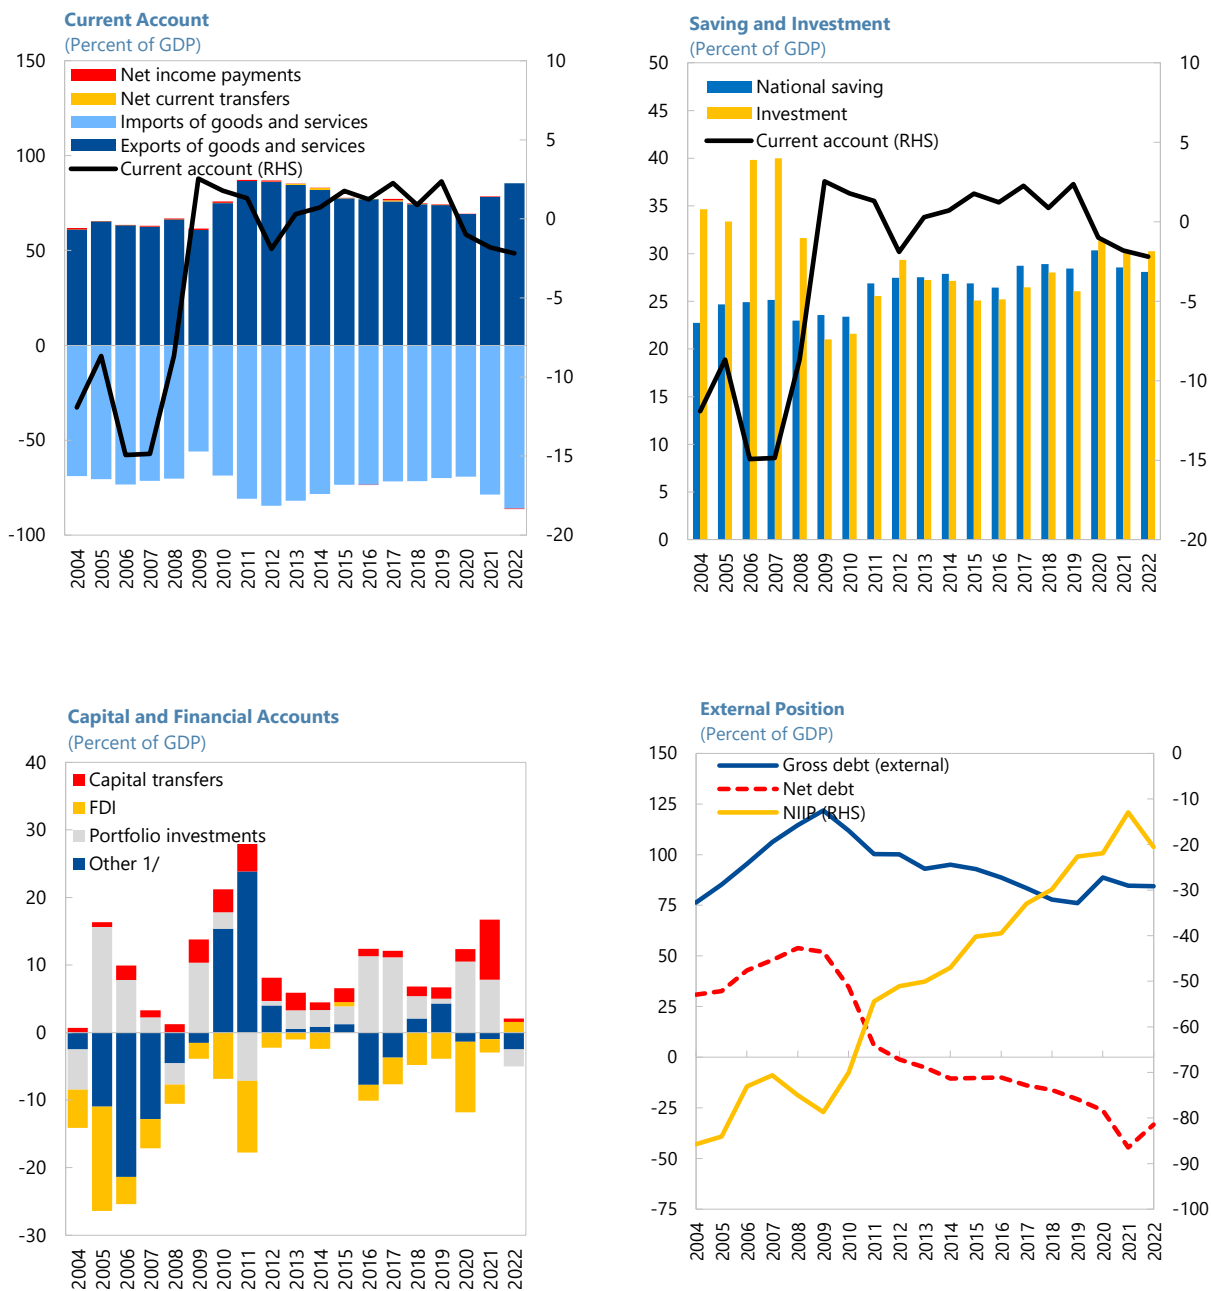 Current Account
(Percent of GDP)
150
100
50
0
-50
-100
10
5
0
-5
-10
-15
-20
Net income payments
Net current transfers
Imports of goods and services
Exports of goods and services
Current account (RHS)
2004 2005 2006 2007 2008 2009 2010 2011 2012 2013 2014 2015 2016 2017 2018 2019 2020 2021 2022
Saving and Investment
(Percent of GDP)
50
45
40
35
30
25
20
15
10
5
0
10
5
0
-5
-10
-15
-20
National saving
Investment
Current account (RHS)
2004 2005 2006 2007 2008 2009 2010 2011 2012 2013 2014 2015 2016 2017 2018 2019 2020 2021 2022
Capital and Financial Accounts
(Percent of GDP)
40
30
20
10
0
-10
-20
-30
Capital transfers
FDI
Portfolio investments
Other 1/
2004 2005 2006 2007 2008 2009 2010 2011 2012 2013 2014 2015 2016 2017 2018 2019 2020 2021 2022
External Position
(Percent of GDP)
150
125
100
75
50
25
0
-25
-50
-75
0
-10
-20
-30
-40
-50
-60
-70
-80
-90
-100
Gross debt (external)
Net debt
NIIP (RHS)
2004 2005 2006 2007 2008 2009 2010 2011 2012 2013 2014 2015 2016 2017 2018 2019 2020 2021 2022